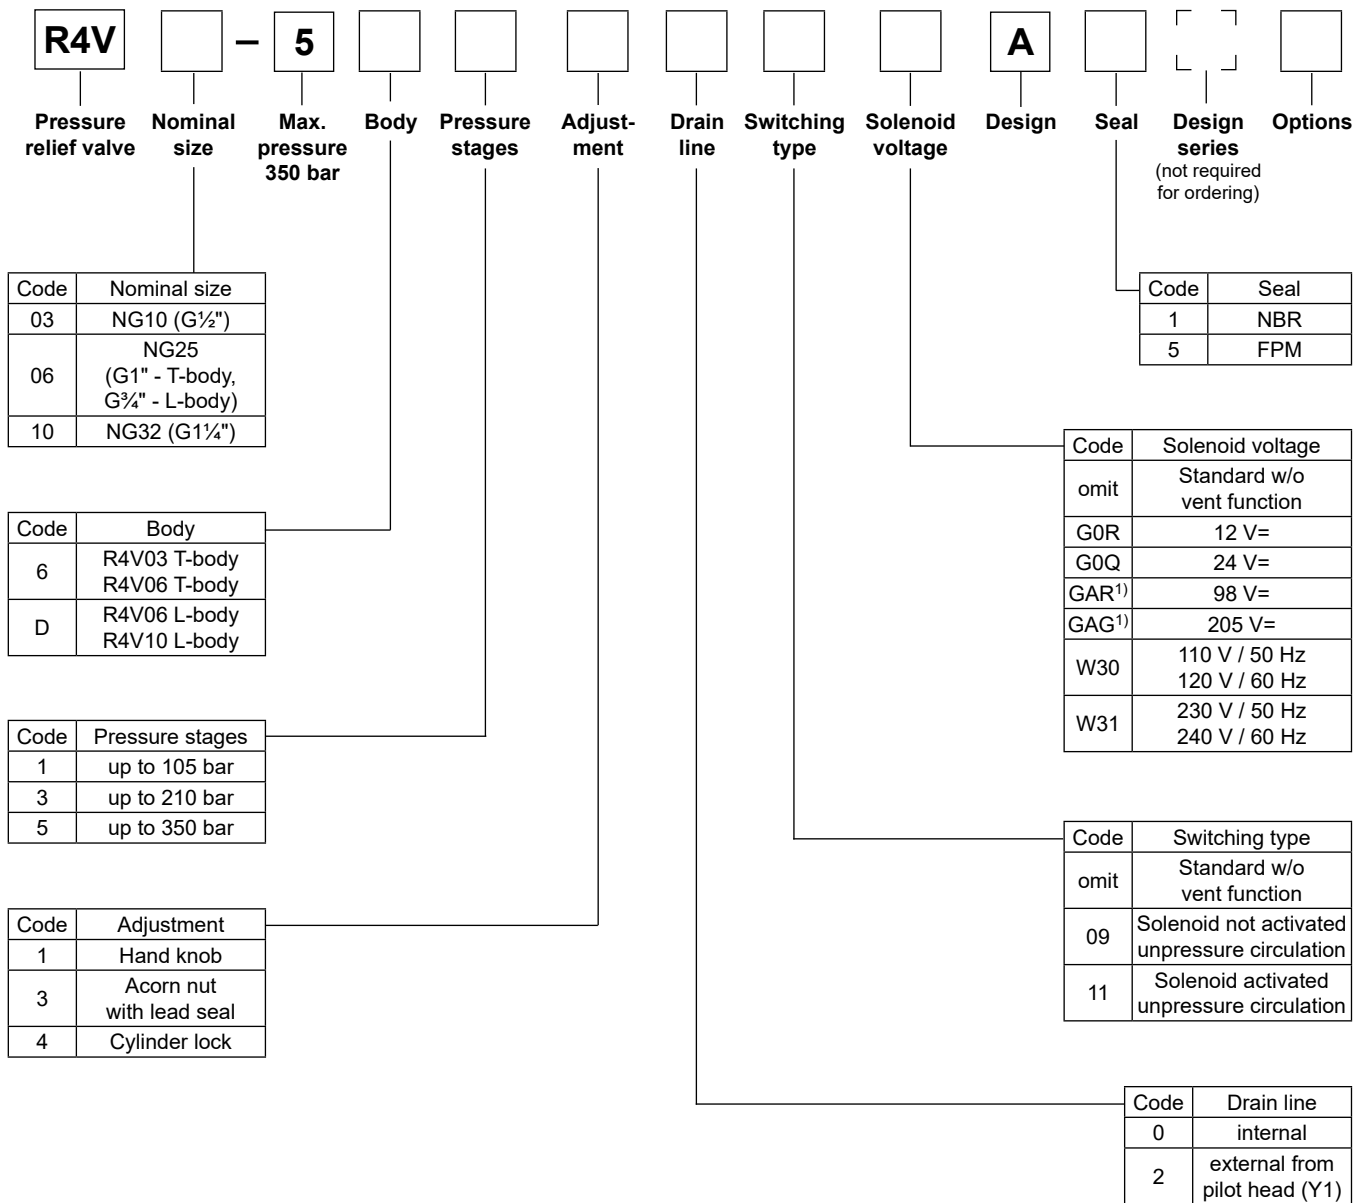 R4V – 5 A
Pressure relief valve
Nominal size
Max. pressure 350 bar
Body
Pressure stages
Adjust-ment
Drain line
Switching type
Solenoid voltage
Design
Seal
Design series (not required for ordering)
Options
Code Nominal size
03 NG10 (G½")
06 NG25 (G1" - T-body, G¾" - L-body)
10 NG32 (G1¼")
Code Body
6 R4V03 T-body R4V06 T-body
D R4V06 L-body R4V10 L-body
Code Pressure stages
1 up to 105 bar
3 up to 210 bar
5 up to 350 bar
Code Adjustment
1 Hand knob
3 Acorn nut with lead seal
4 Cylinder lock
Code Seal
1 NBR
5 FPM
Code Solenoid voltage
omit Standard w/o vent function
G0R 12 V=
G0Q 24 V=
GAR1) 98 V=
GAG1) 205 V=
W30 110 V / 50 Hz 120 V / 60 Hz
W31 230 V / 50 Hz 240 V / 60 Hz
Code Switching type
omit Standard w/o vent function
09 Solenoid not activated unpressure circulation
11 Solenoid activated unpressure circulation
Code Drain line
0 internal
2 external from pilot head (Y1)